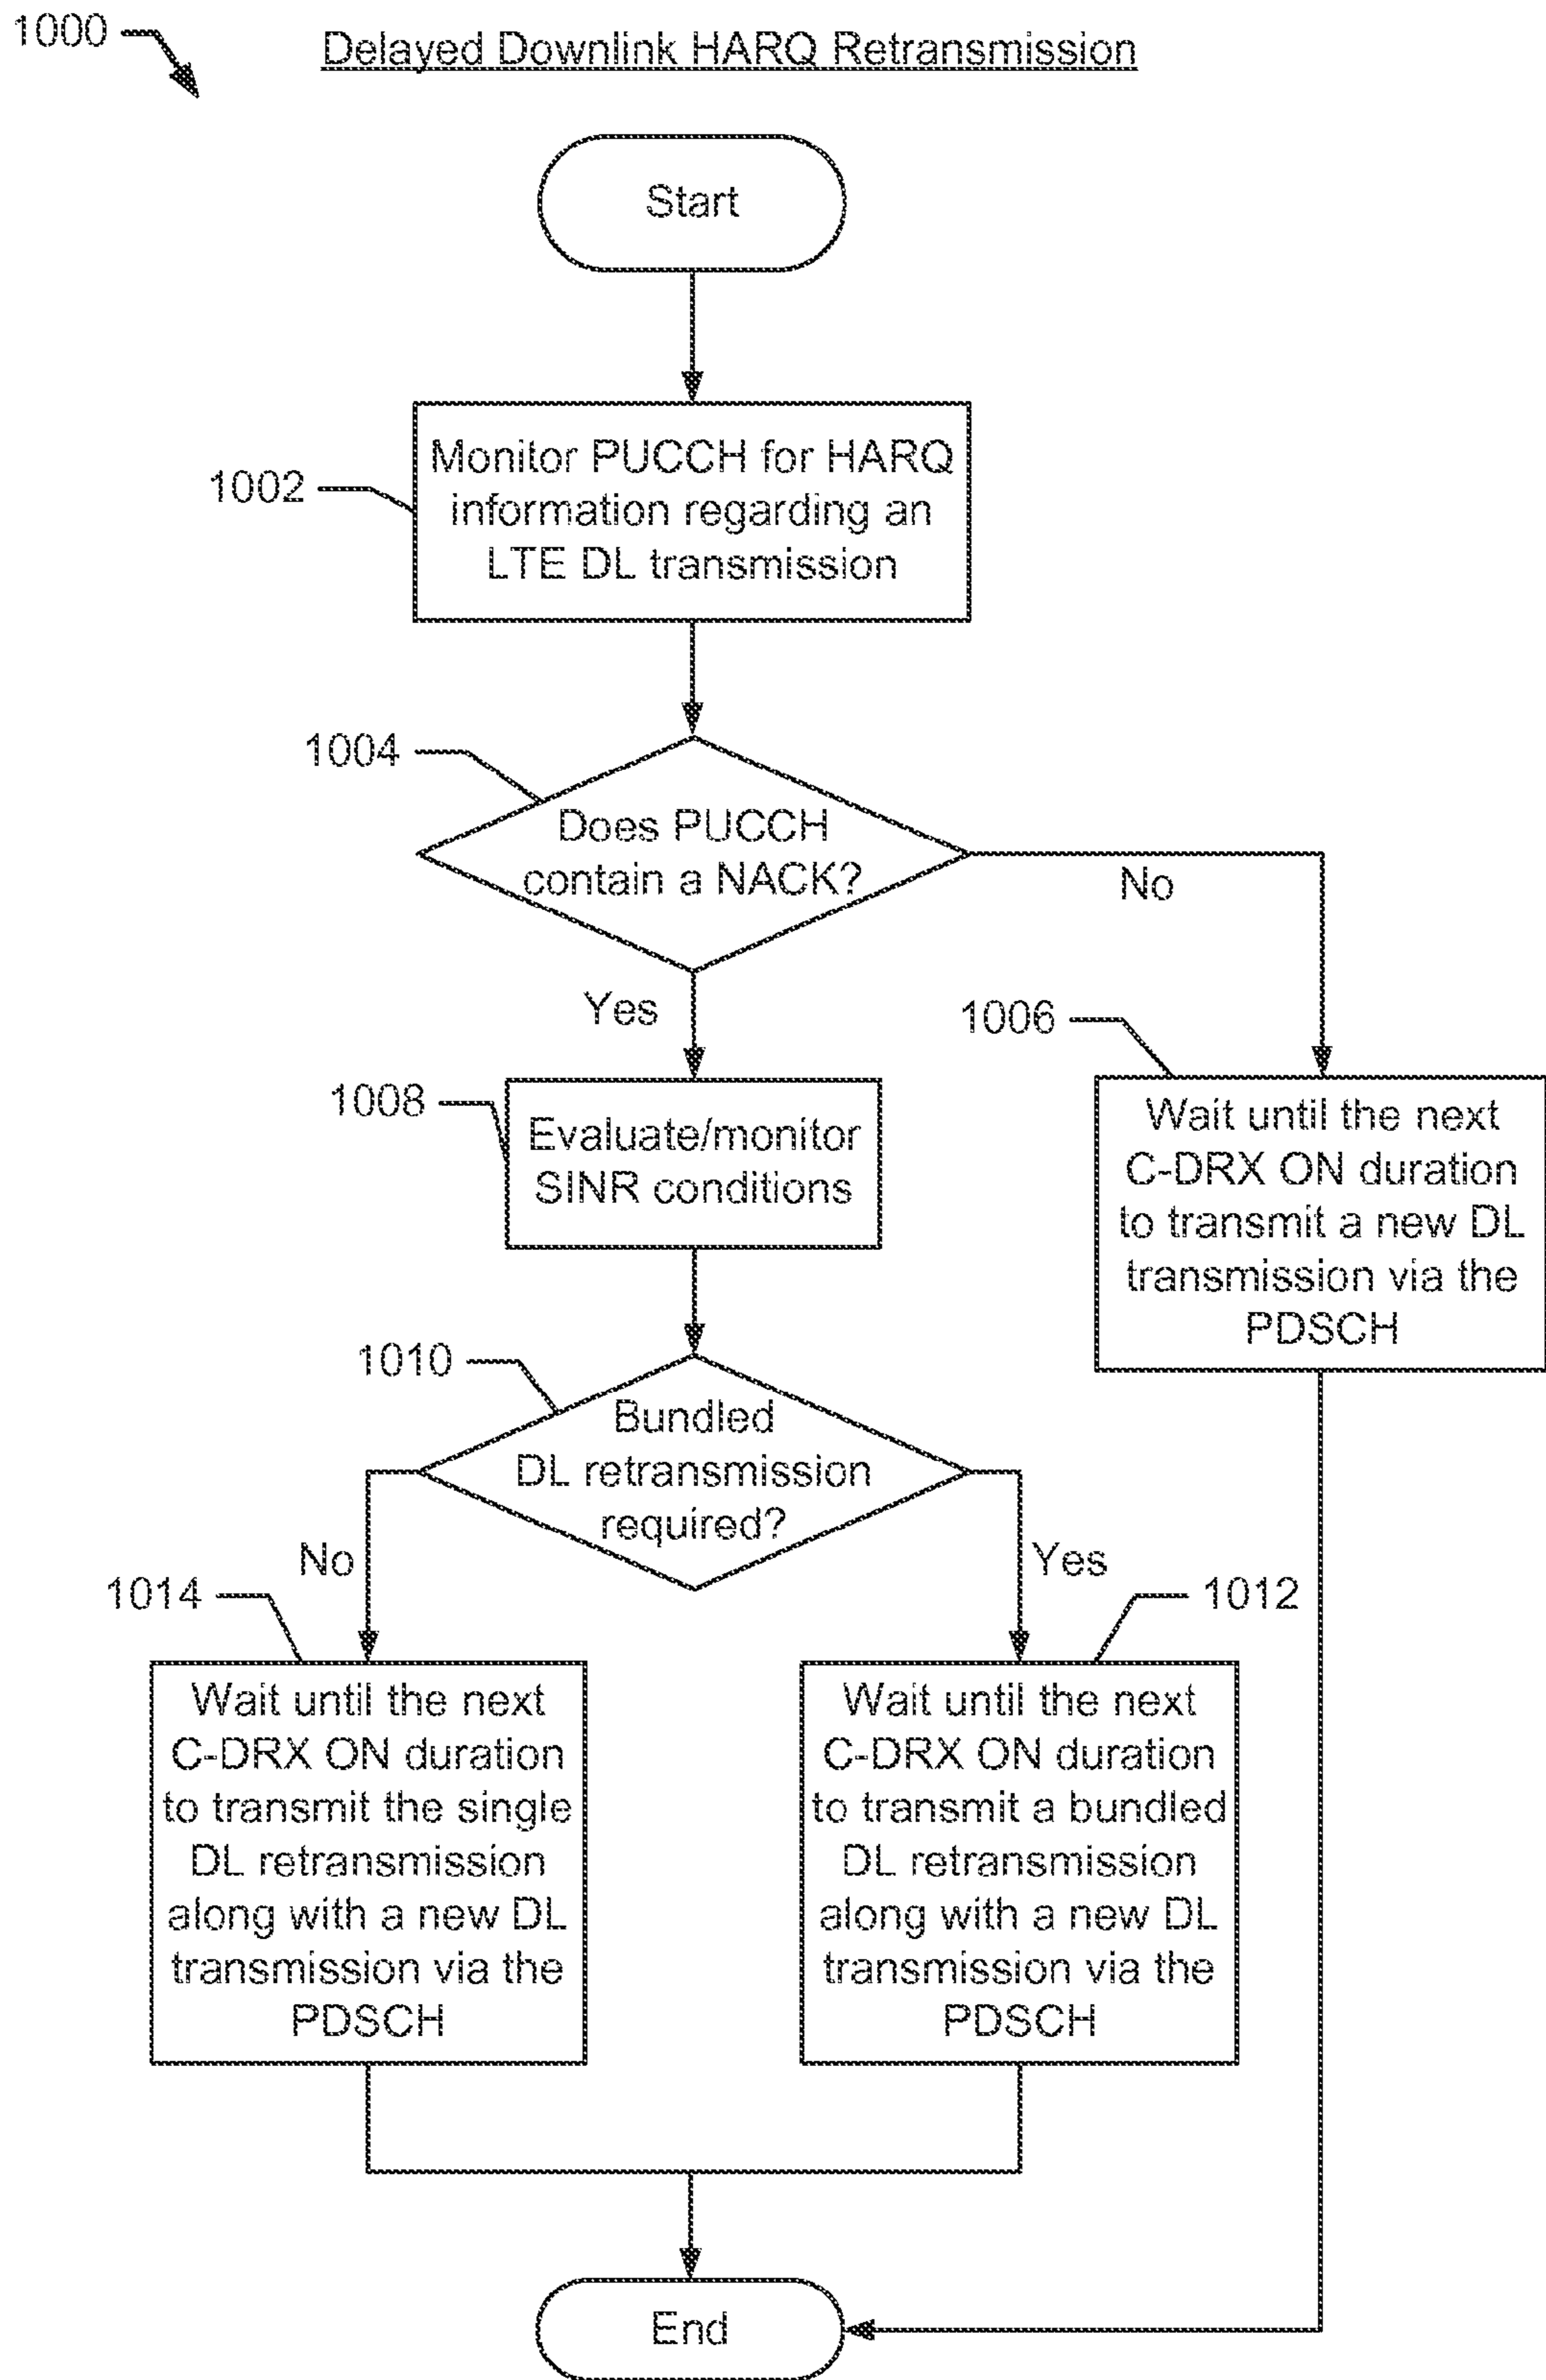 1000
Delayed Downlink HARQ Retransmission
Start
1002
Monitor PUCCH for HARQ
information regarding an
LTE DL transmission
1004
Does PUCCH
contain a NACK?
No
Yes
1006
Wait until the next
C-DRX ON duration
to transmit a new DL
transmission via the
PDSCH
1008
Evaluate/monitor
SINR conditions
1010
Bundled
DL retransmission
required?
No
Yes
1014
Wait until the next
C-DRX ON duration
to transmit the single
DL retransmission
along with a new DL
transmission via the
PDSCH
1012
Wait until the next
C-DRX ON duration
to transmit a bundled
DL retransmission
along with a new DL
transmission via the
PDSCH
End